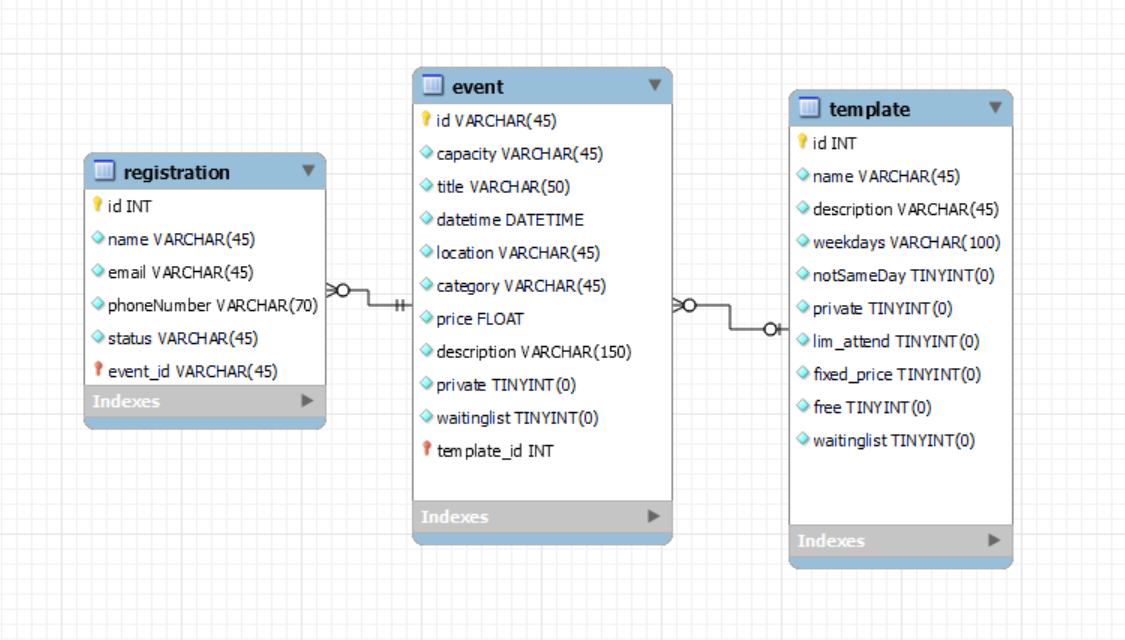 registration
id INT
name VARCHAR(45)
email VARCHAR(45)
phoneNumber VARCHAR(70)
status VARCHAR(45)
event_id VARCHAR(45)
Indexes
event
id VARCHAR(45)
capacity VARCHAR(45)
title VARCHAR(50)
datetime DATETIME
location VARCHAR(45)
category VARCHAR(45)
price FLOAT
description VARCHAR(150)
private TINYINT(0)
waitinglist TINYINT(0)
template_id INT
Indexes
template
id INT
name VARCHAR(45)
description VARCHAR(45)
weekdays VARCHAR(100)
notSameDay TINYINT(0)
private TINYINT(0)
lim_attend TINYINT(0)
fixed_price TINYINT(0)
free TINYINT(0)
waitinglist TINYINT(0)
Indexes